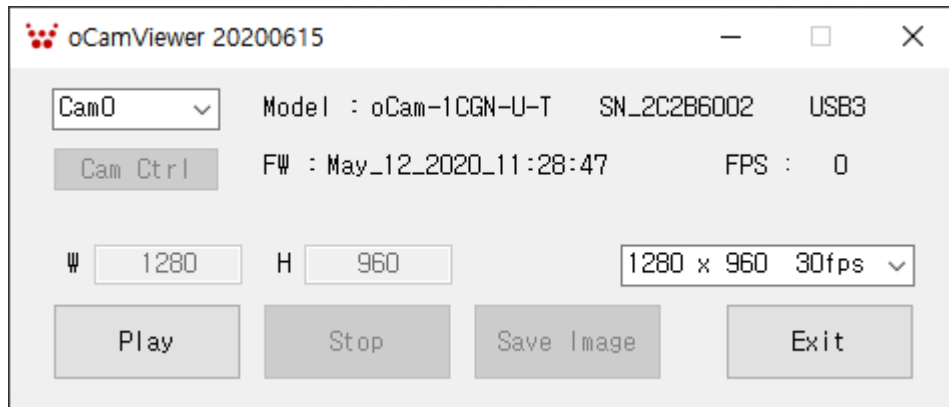 oCamViewer 20200615
Cam0 Model : oCam-1CGN-U-T SN_2C2B6002 USB3
Cam Ctrl FW : May_12_2020_11:28:47 FPS : 0
W 1280 H 960 1280 x 960 30fps
Play Stop Save Image Exit